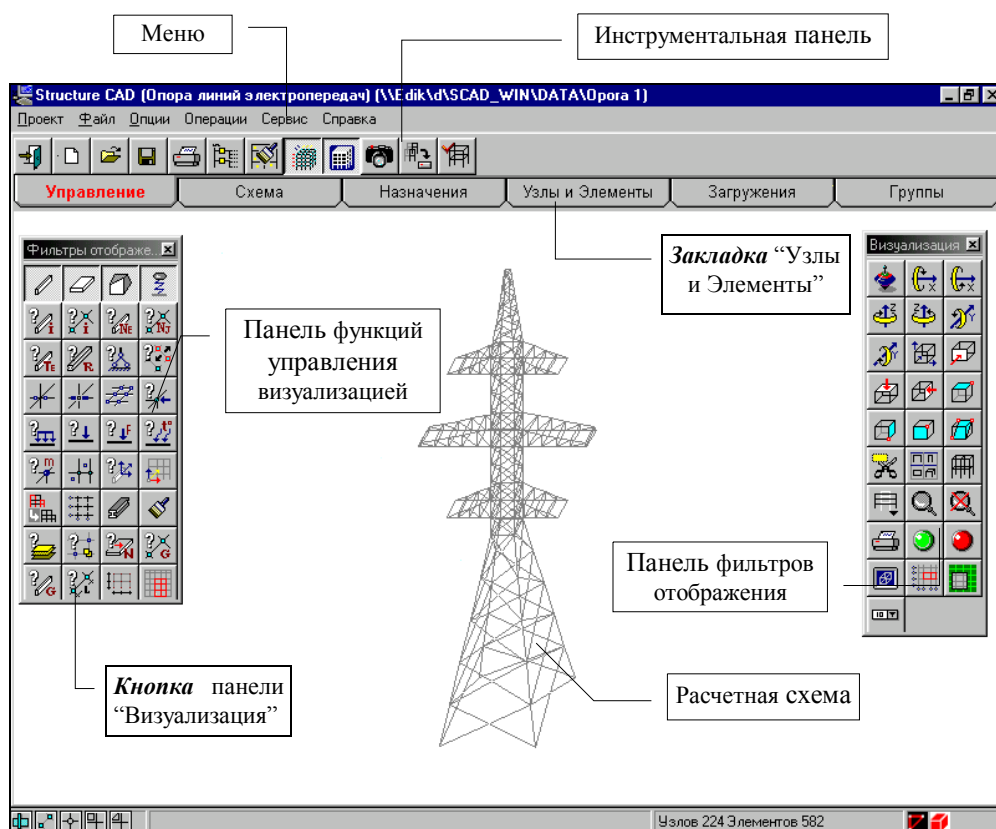 Меню
Инструментальная панель
Structure CAD (Опора линий электропередач) (\\Edik\d\SCAD_WIN\DATA\Opora 1)
Проект Файл Опции Операции Сервис Справка
Управление Схема Назначения Узлы и Элементы Загружения Группы
Фильтры отображе...
Визуализация
Закладка “Узлы
и Элементы”
Панель функций
управления
визуализацией
Панель фильтров
отображения
Кнопка панели
“Визуализация”
Расчетная схема
Узлов 224 Элементов 582